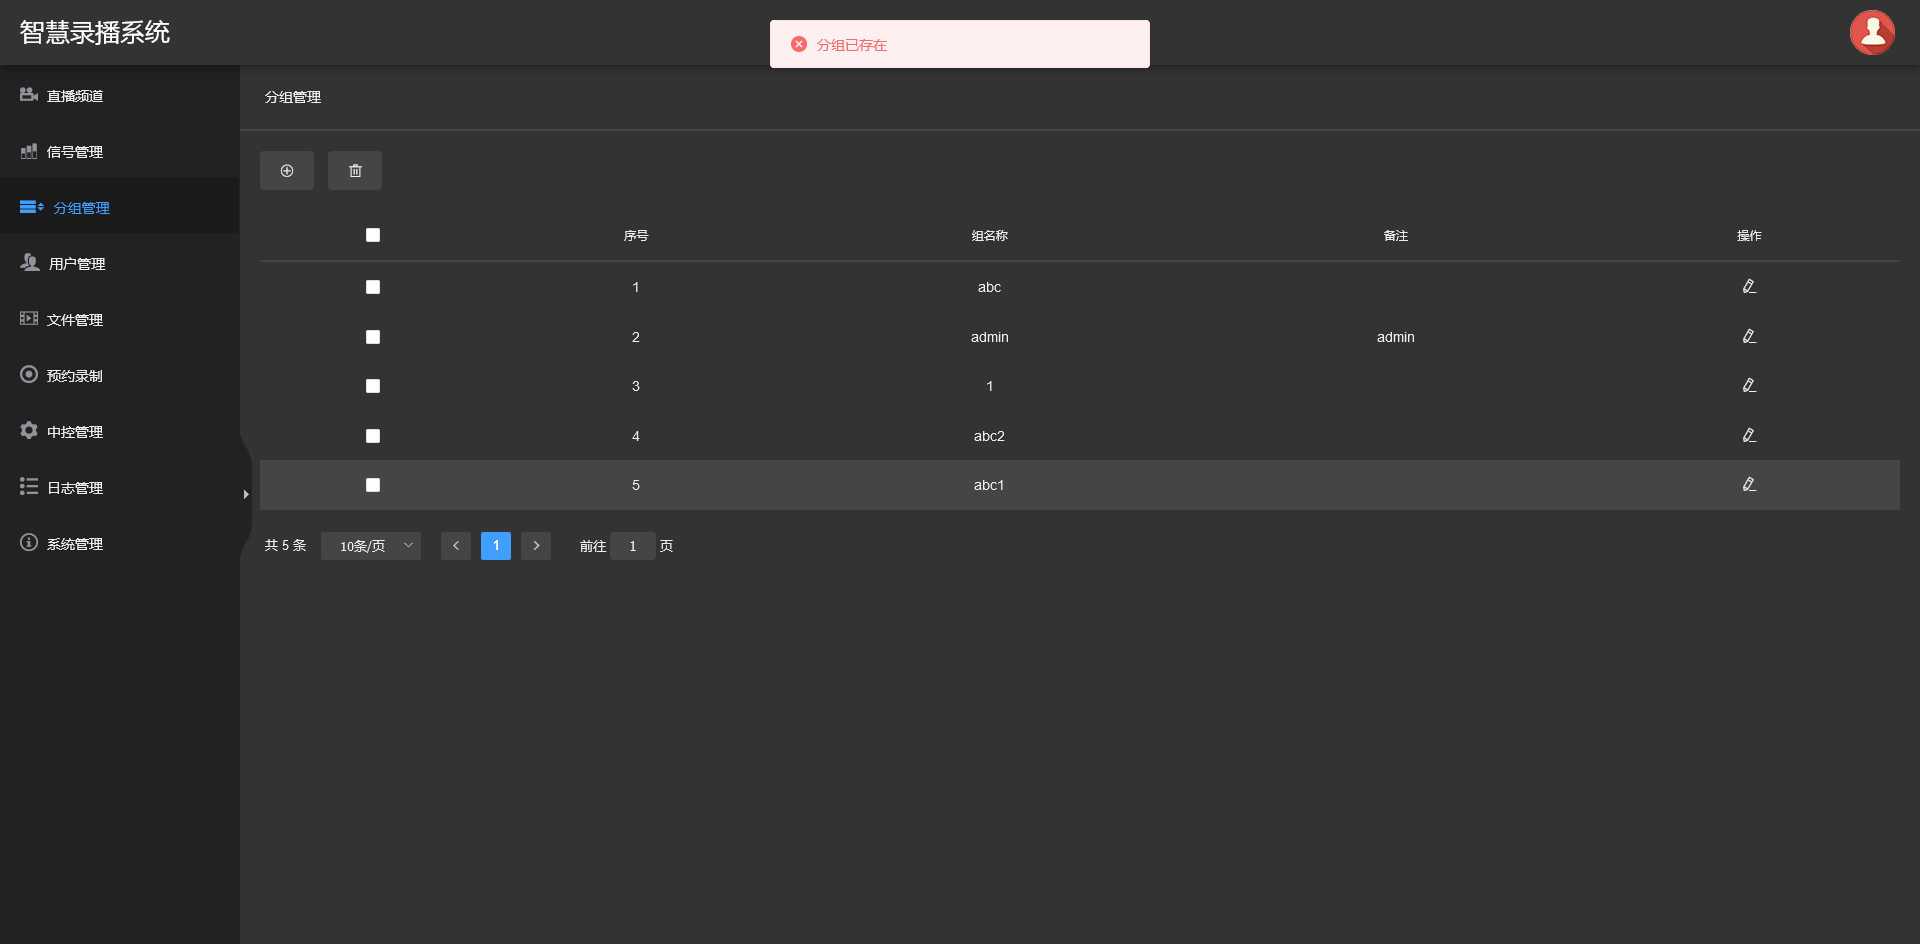 智慧录播系统
分组已存在
直播频道
信号管理
分组管理
用户管理
文件管理
预约录制
中控管理
日志管理
系统管理
分组管理
序号 组名称 备注 操作
1 abc
2 admin admin
3 1
4 abc2
5 abc1
共 5 条 10条/页 1 前往 1 页